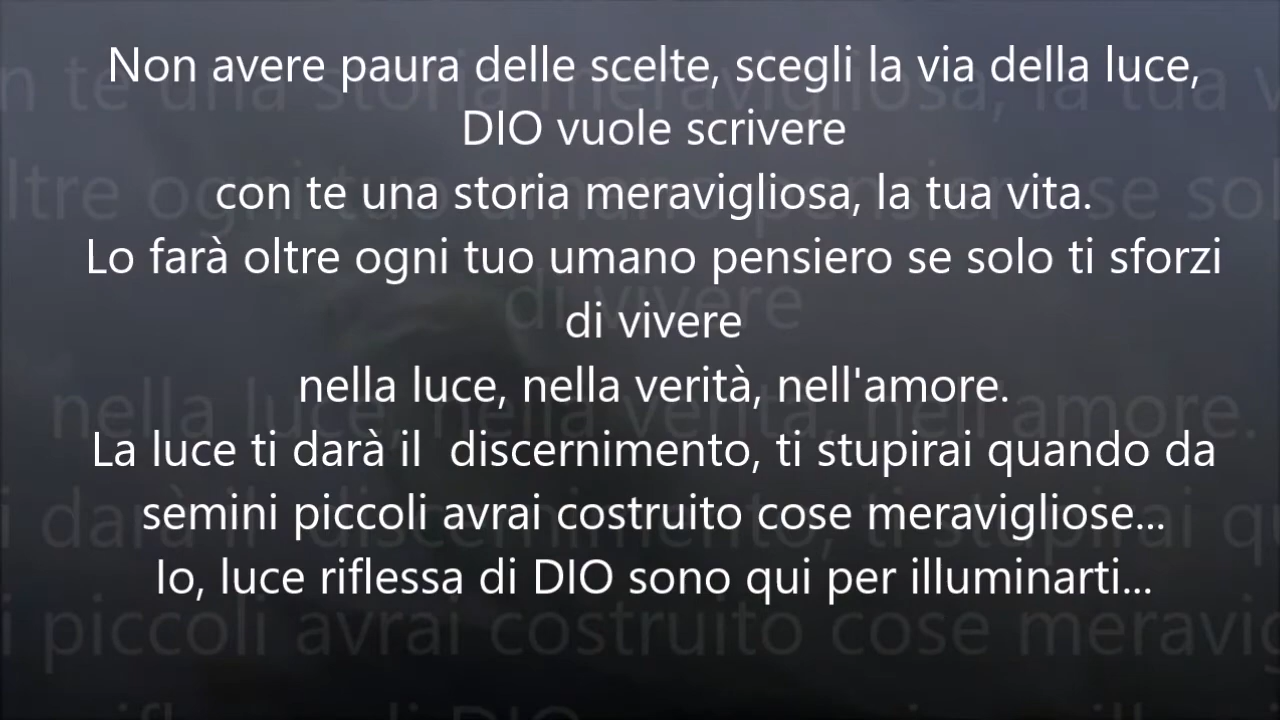 Non avere paura delle scelte, scegli la via della luce,
DIO vuole scrivere
con te una storia meravigliosa, la tua vita.
Lo farà oltre ogni tuo umano pensiero se solo ti sforzi
di vivere
nella luce, nella verità, nell'amore.
La luce ti darà il  discernimento, ti stupirai quando da
semini piccoli avrai costruito cose meravigliose...
Io, luce riflessa di DIO sono qui per illuminarti...